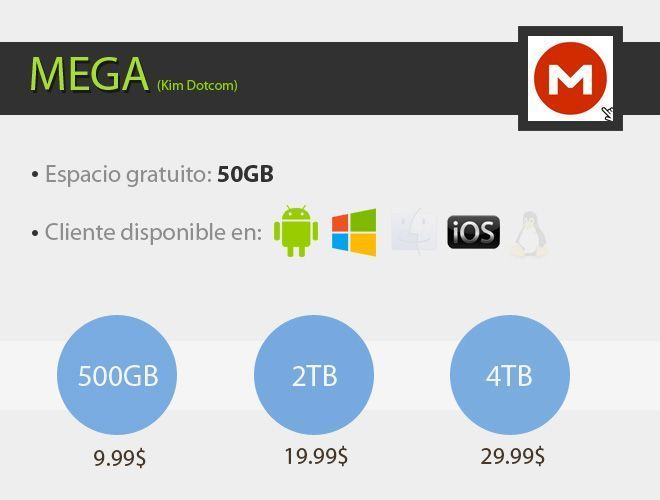 MEGA (Kim Dotcom)
M
• Espacio gratuito: 50GB
• Cliente disponible en: iOS
500GB 2TB 4TB
9.99$ 19.99$ 29.99$